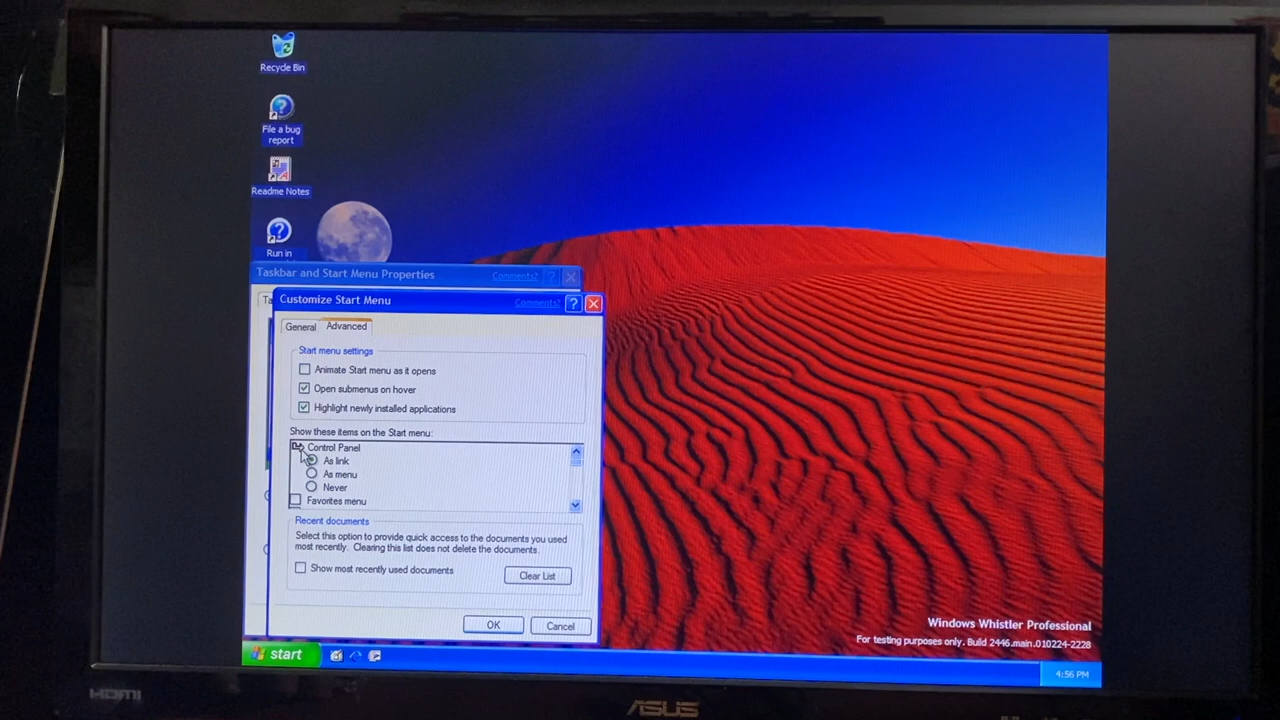 Recycle Bin
File a bug
report
Readme Notes
Run in
Taskbar and Start Menu Properties
Comments?
Ta
Customize Start Menu
Comments?
General
Advanced
Start menu settings
Animate Start menu as it opens
Open submenus on hover
Highlight newly installed applications
Show these items on the Start menu:
Control Panel
As link
As menu
Never
Favorites menu
Recent documents
Select this option to provide quick access to the documents you used
most recently. Clearing this list does not delete the documents.
Show most recently used documents
Clear List
OK
Cancel
Windows Whistler Professional
For testing purposes only. Build 2446.main.010224-2228
start
4:56 PM
HDMI
ASUS